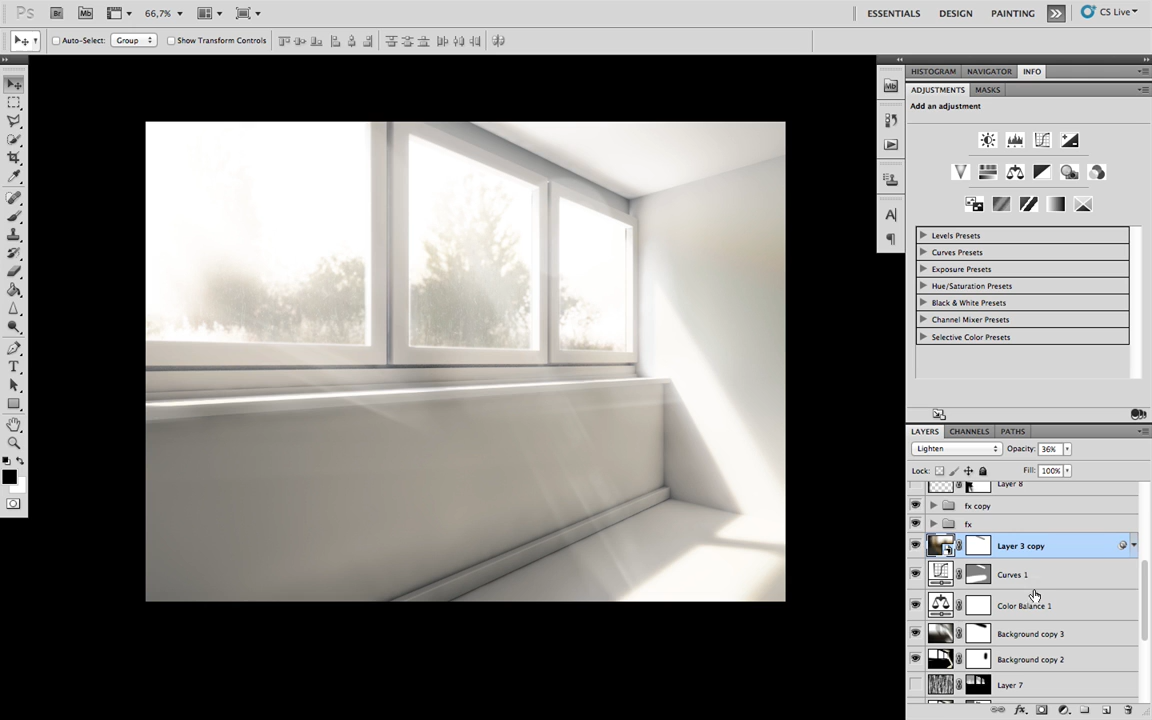 Ps Br Mb 66,7% ESSENTIALS DESIGN PAINTING CS Live
Auto-Select: Group Show Transform Controls
HISTOGRAM NAVIGATOR INFO
Mb
ADJUSTMENTS MASKS
Add an adjustment
Levels Presets
Curves Presets
Exposure Presets
Hue/Saturation Presets
Black & White Presets
Channel Mixer Presets
Selective Color Presets
LAYERS CHANNELS PATHS
Lighten Opacity: 36%
Lock: Fill: 100%
Layer 8
fx copy
fx
Layer 3 copy
Curves 1
Color Balance 1
Background copy 3
Background copy 2
Layer 7
fx.